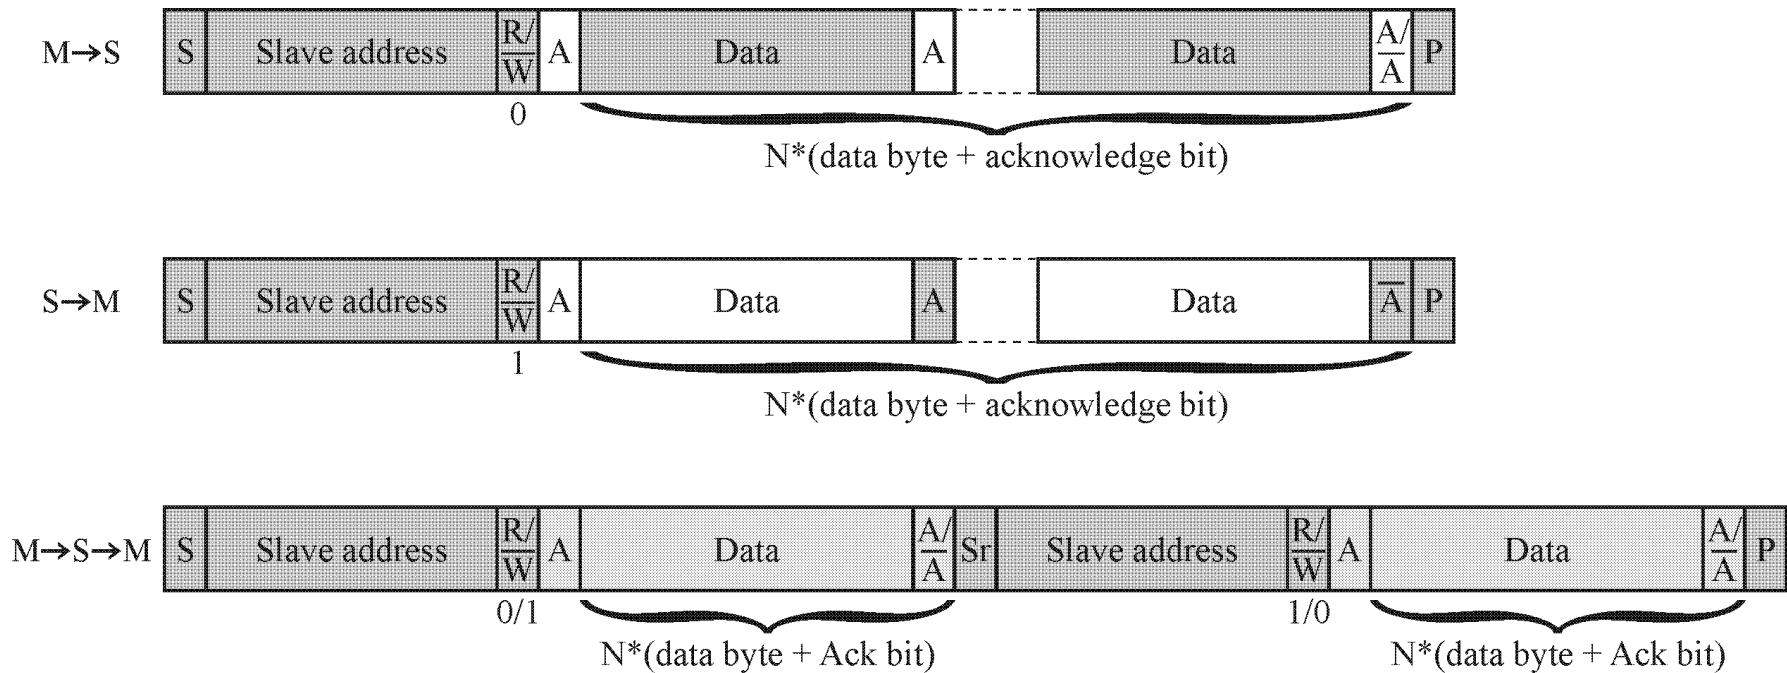 M→S S Slave address R/W̅ A Data A Data A/A̅ P
0
N*(data byte + acknowledge bit)
S→M S Slave address R/W̅ A Data A Data A̅ P
1
N*(data byte + acknowledge bit)
M→S→M S Slave address R/W̅ A Data A/A̅ Sr Slave address R/W̅ A Data A/A̅ P
0/1 1/0
N*(data byte + Ack bit) N*(data byte + Ack bit)